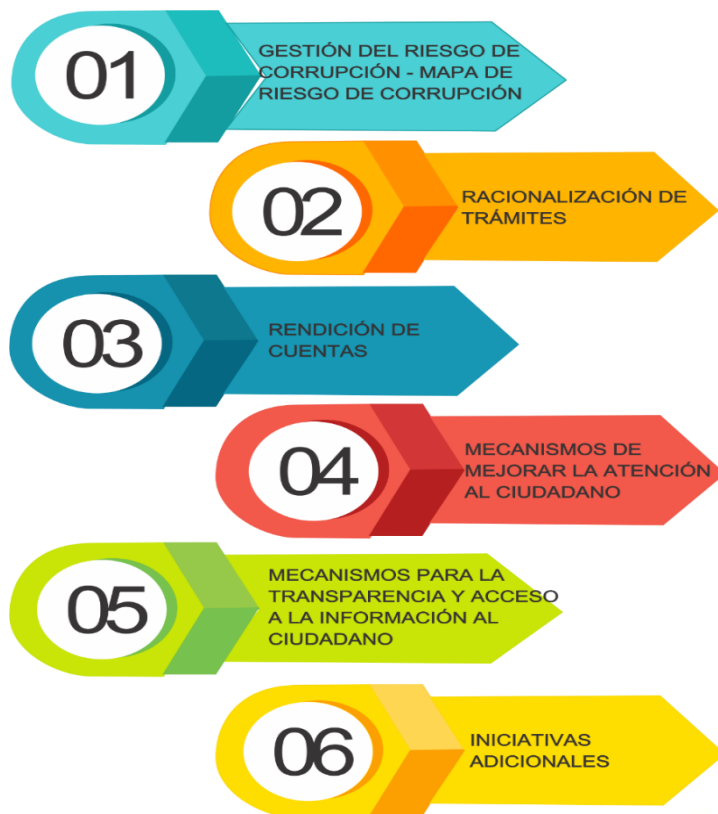 01
GESTIÓN DEL RIESGO DE
CORRUPCIÓN - MAPA DE
RIESGO DE CORRUPCIÓN
02
RACIONALIZACIÓN DE
TRÁMITES
03
RENDICIÓN DE
CUENTAS
04
MECANISMOS DE
MEJORAR LA ATENCIÓN
AL CIUDADANO
05
MECANISMOS PARA LA
TRANSPARENCIA Y ACCESO
A LA INFORMACIÓN AL
CIUDADANO
06
INICIATIVAS
ADICIONALES